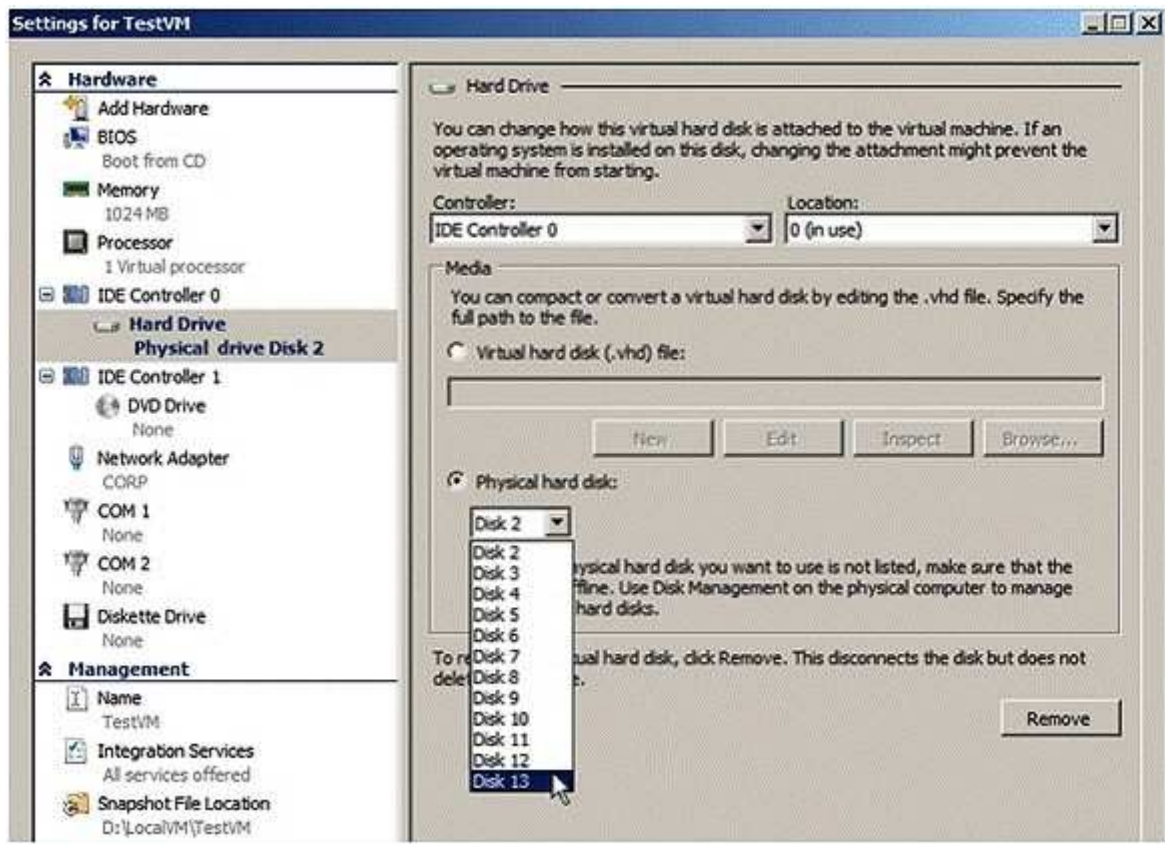 Settings for TestVM
Hardware
Add Hardware
BIOS
Boot from CD
Memory
1024 MB
Processor
1 Virtual processor
IDE Controller 0
Hard Drive
Physical drive Disk 2
IDE Controller 1
DVD Drive
None
Network Adapter
CORP
COM 1
None
COM 2
None
Diskette Drive
None
Management
Name
TestVM
Integration Services
All services offered
Snapshot File Location
D:\LocalVM\TestVM
Hard Drive
You can change how this virtual hard disk is attached to the virtual machine. If an
operating system is installed on this disk, changing the attachment might prevent the
virtual machine from starting.
Controller: Location:
IDE Controller 0 0 (in use)
Media
You can compact or convert a virtual hard disk by editing the .vhd file. Specify the
full path to the file.
Virtual hard disk (.vhd) file:
New Edit Inspect Browse...
Physical hard disk:
Disk 2
Disk 2
Disk 3
Disk 4
Disk 5
Disk 6
Disk 7
Disk 8
Disk 9
Disk 10
Disk 11
Disk 12
Disk 13
hard disk you want to use is not listed, make sure that the
Use Disk Management on the physical computer to manage
hard disks.
To hard disk, click Remove. This disconnects the disk but does not
Remove